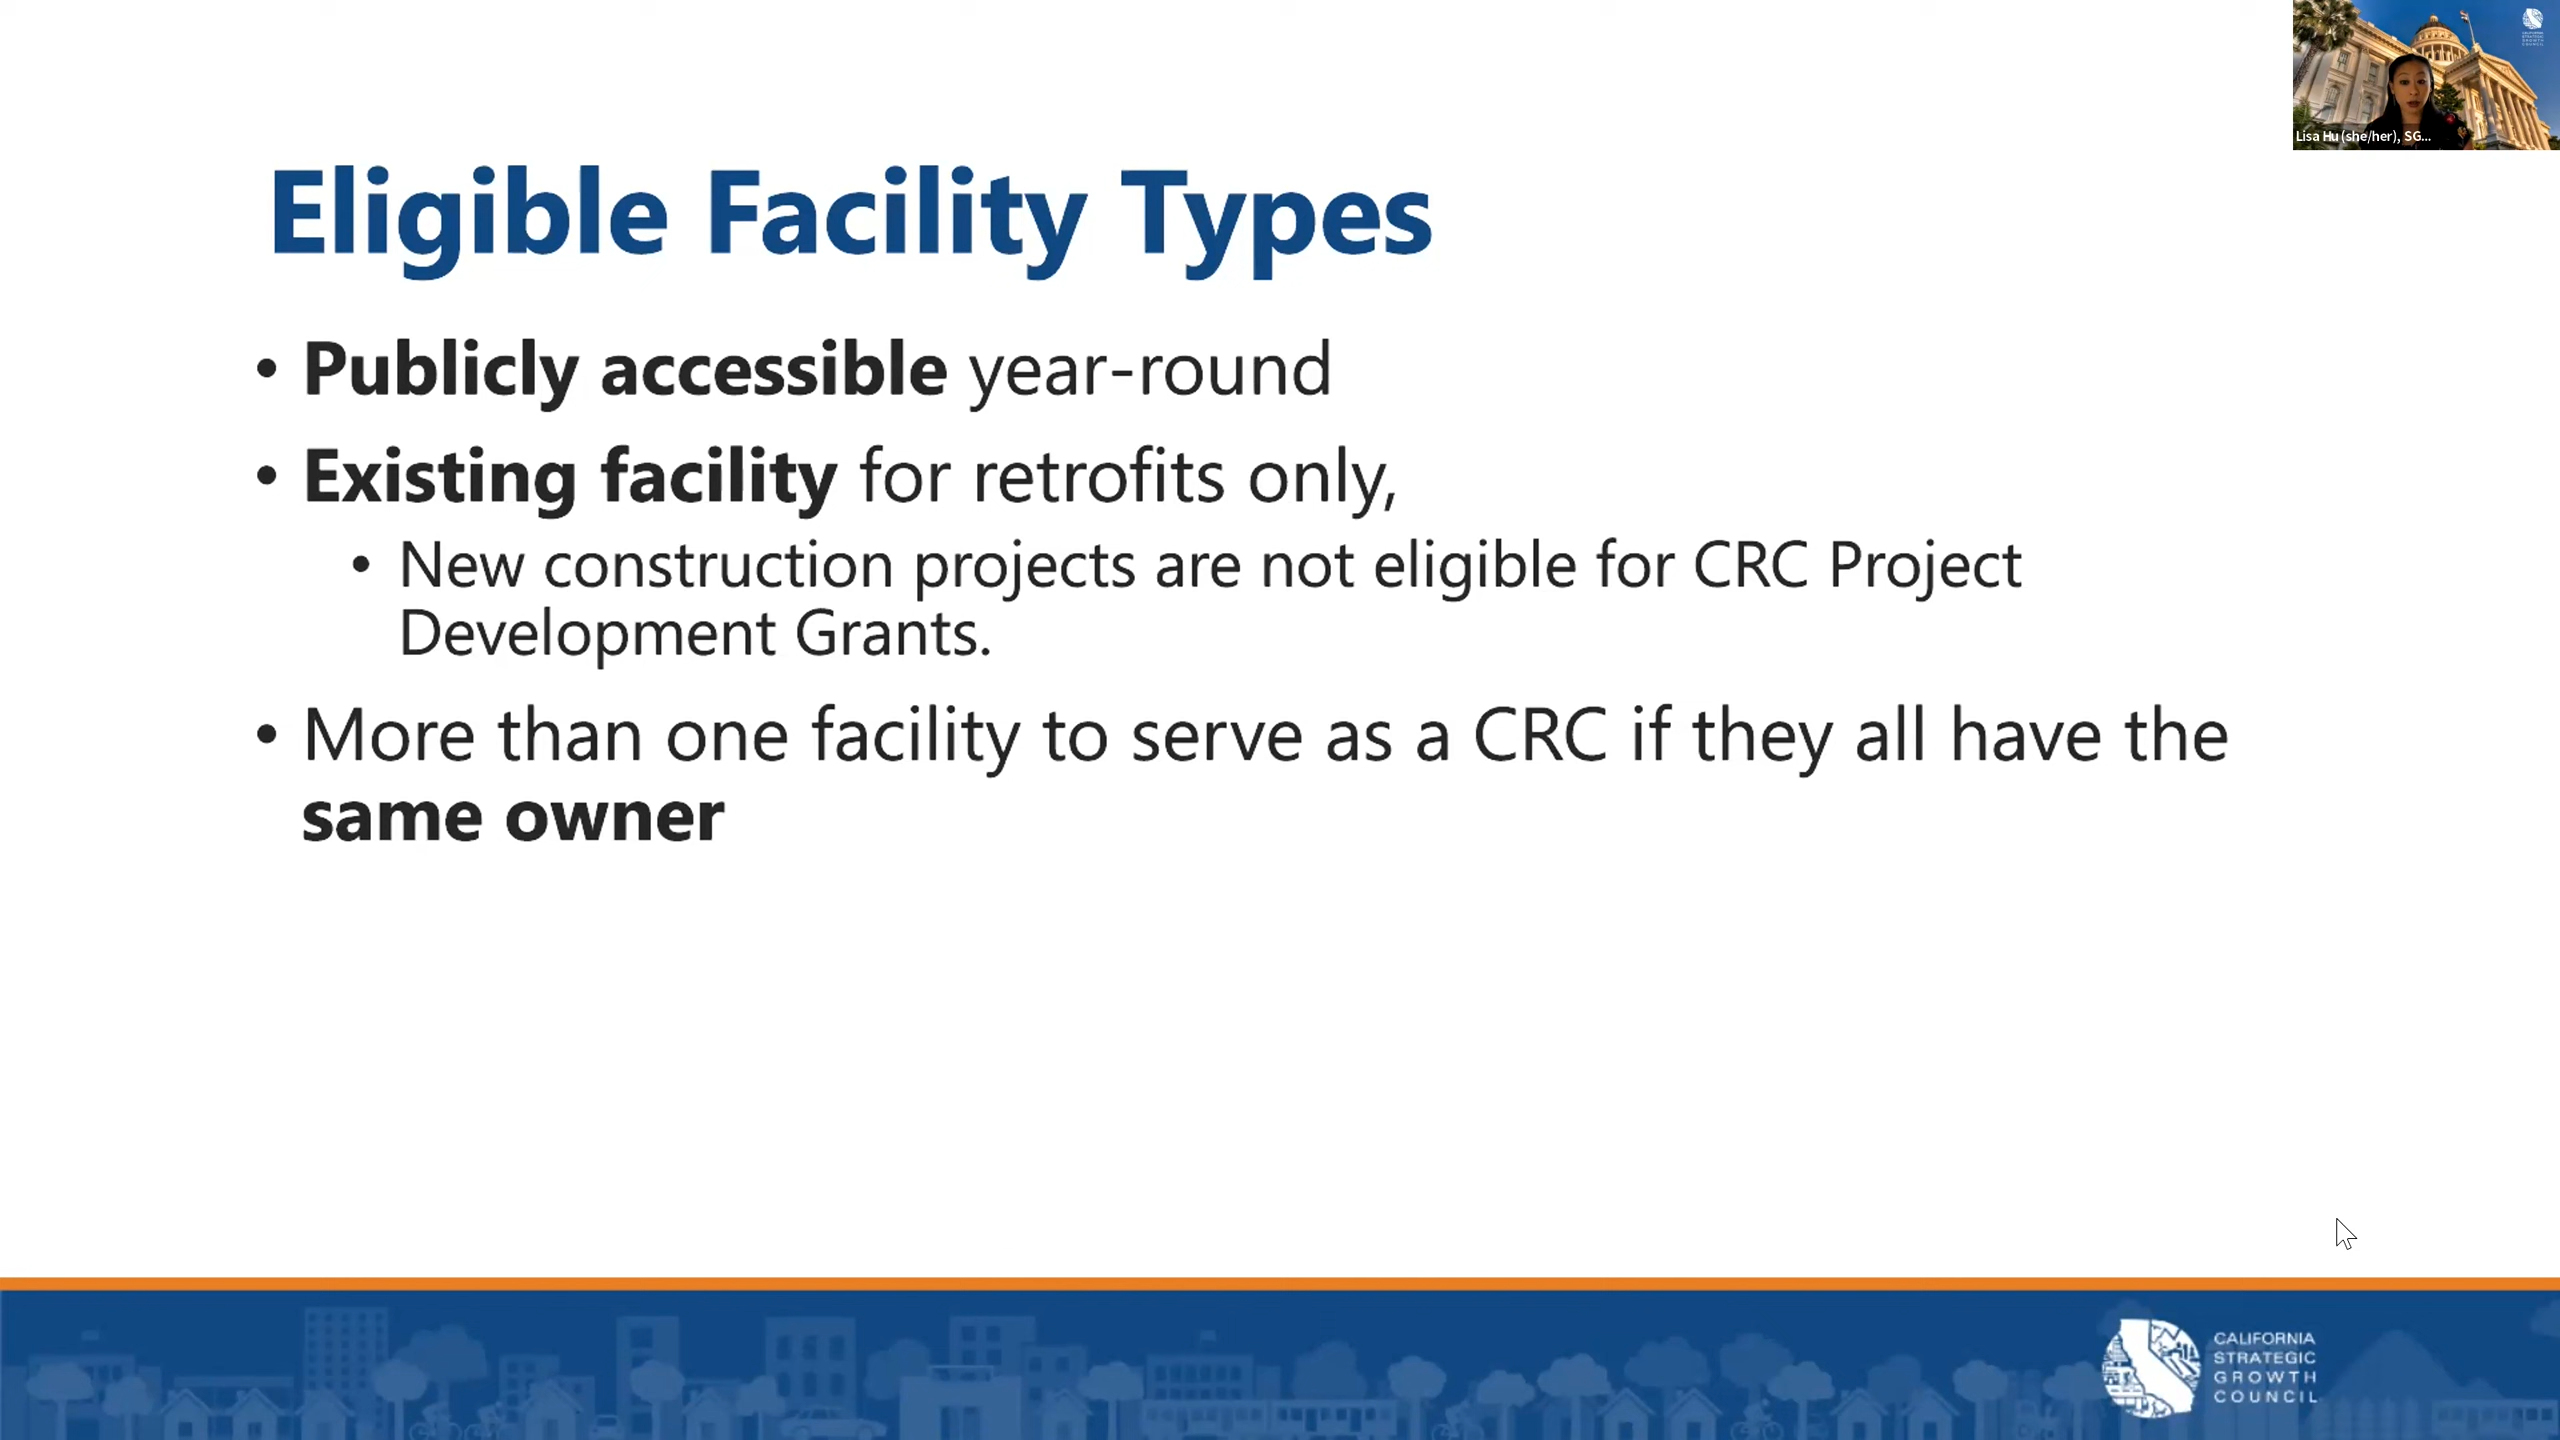 Lisa Hu (she/her), SG...
Eligible Facility Types
• Publicly accessible year-round
• Existing facility for retrofits only,
• New construction projects are not eligible for CRC Project
Development Grants.
• More than one facility to serve as a CRC if they all have the
same owner
CALIFORNIA
STRATEGIC
GROWTH
COUNCIL